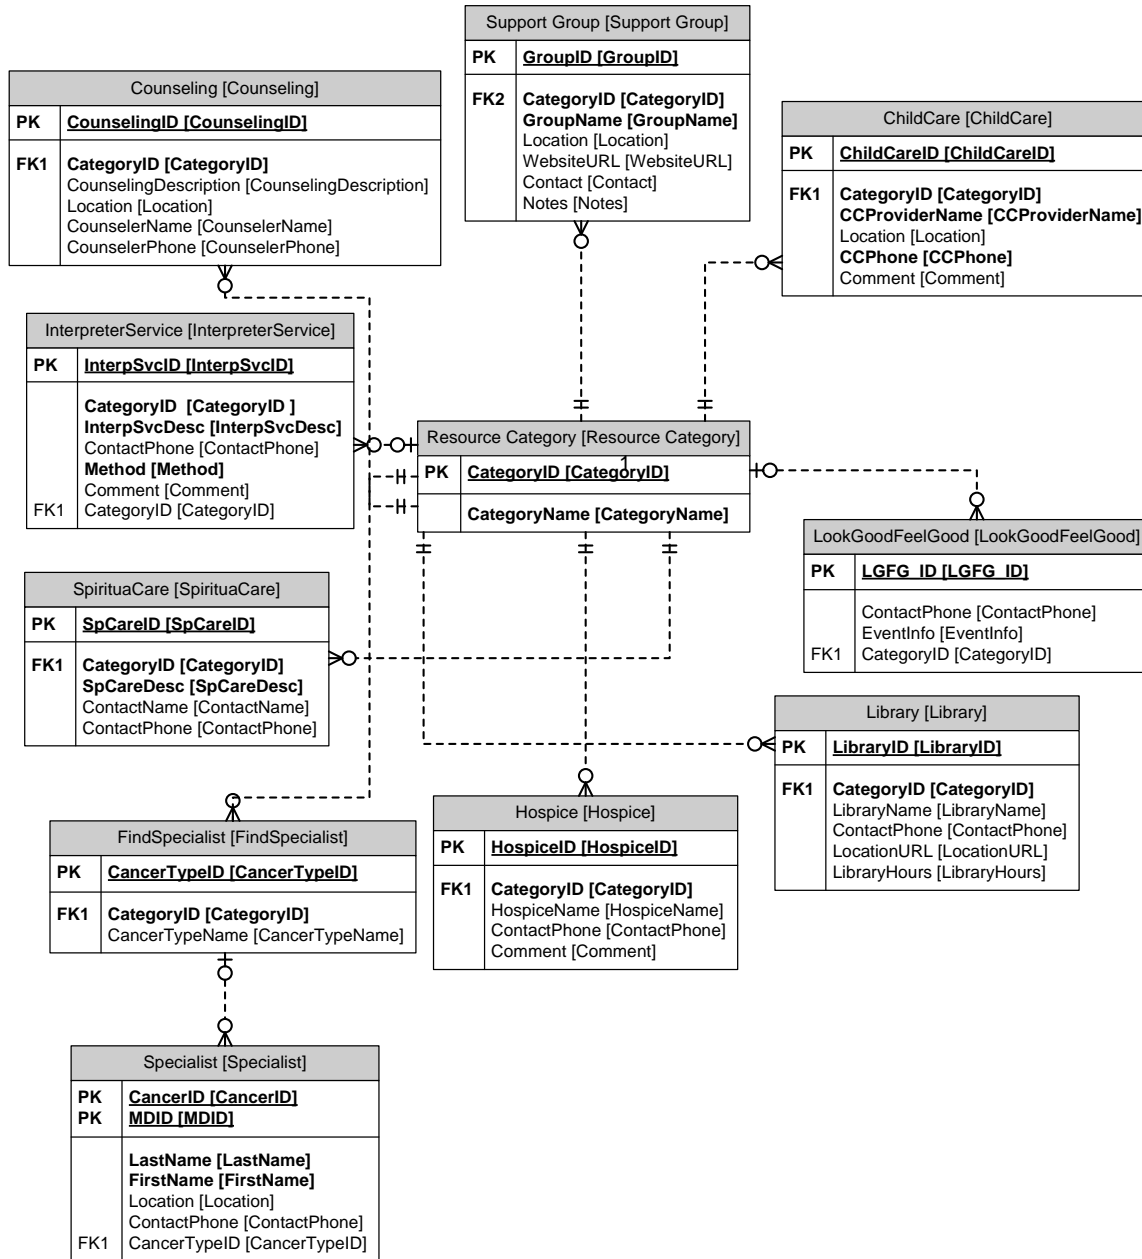 Support Group [Support Group]
PK GroupID [GroupID]
FK2 CategoryID [CategoryID]
GroupName [GroupName]
Location [Location]
WebsiteURL [WebsiteURL]
Contact [Contact]
Notes [Notes]
Counseling [Counseling]
PK CounselingID [CounselingID]
FK1 CategoryID [CategoryID]
CounselingDescription [CounselingDescription]
Location [Location]
CounselerName [CounselerName]
CounselerPhone [CounselerPhone]
ChildCare [ChildCare]
PK ChildCareID [ChildCareID]
FK1 CategoryID [CategoryID]
CCProviderName [CCProviderName]
Location [Location]
CCPhone [CCPhone]
Comment [Comment]
InterpreterService [InterpreterService]
PK InterpSvcID [InterpSvcID]
CategoryID [CategoryID ]
InterpSvcDesc [InterpSvcDesc]
ContactPhone [ContactPhone]
Method [Method]
Comment [Comment]
FK1 CategoryID [CategoryID]
Resource Category [Resource Category]
1
PK CategoryID [CategoryID]
CategoryName [CategoryName]
LookGoodFeelGood [LookGoodFeelGood]
PK LGFG_ID [LGFG_ID]
ContactPhone [ContactPhone]
EventInfo [EventInfo]
FK1 CategoryID [CategoryID]
SpirituaCare [SpirituaCare]
PK SpCareID [SpCareID]
FK1 CategoryID [CategoryID]
SpCareDesc [SpCareDesc]
ContactName [ContactName]
ContactPhone [ContactPhone]
Library [Library]
PK LibraryID [LibraryID]
FK1 CategoryID [CategoryID]
LibraryName [LibraryName]
ContactPhone [ContactPhone]
LocationURL [LocationURL]
LibraryHours [LibraryHours]
FindSpecialist [FindSpecialist]
PK CancerTypeID [CancerTypeID]
FK1 CategoryID [CategoryID]
CancerTypeName [CancerTypeName]
Hospice [Hospice]
PK HospiceID [HospiceID]
FK1 CategoryID [CategoryID]
HospiceName [HospiceName]
ContactPhone [ContactPhone]
Comment [Comment]
Specialist [Specialist]
PK CancerID [CancerID]
PK MDID [MDID]
LastName [LastName]
FirstName [FirstName]
Location [Location]
ContactPhone [ContactPhone]
FK1 CancerTypeID [CancerTypeID]